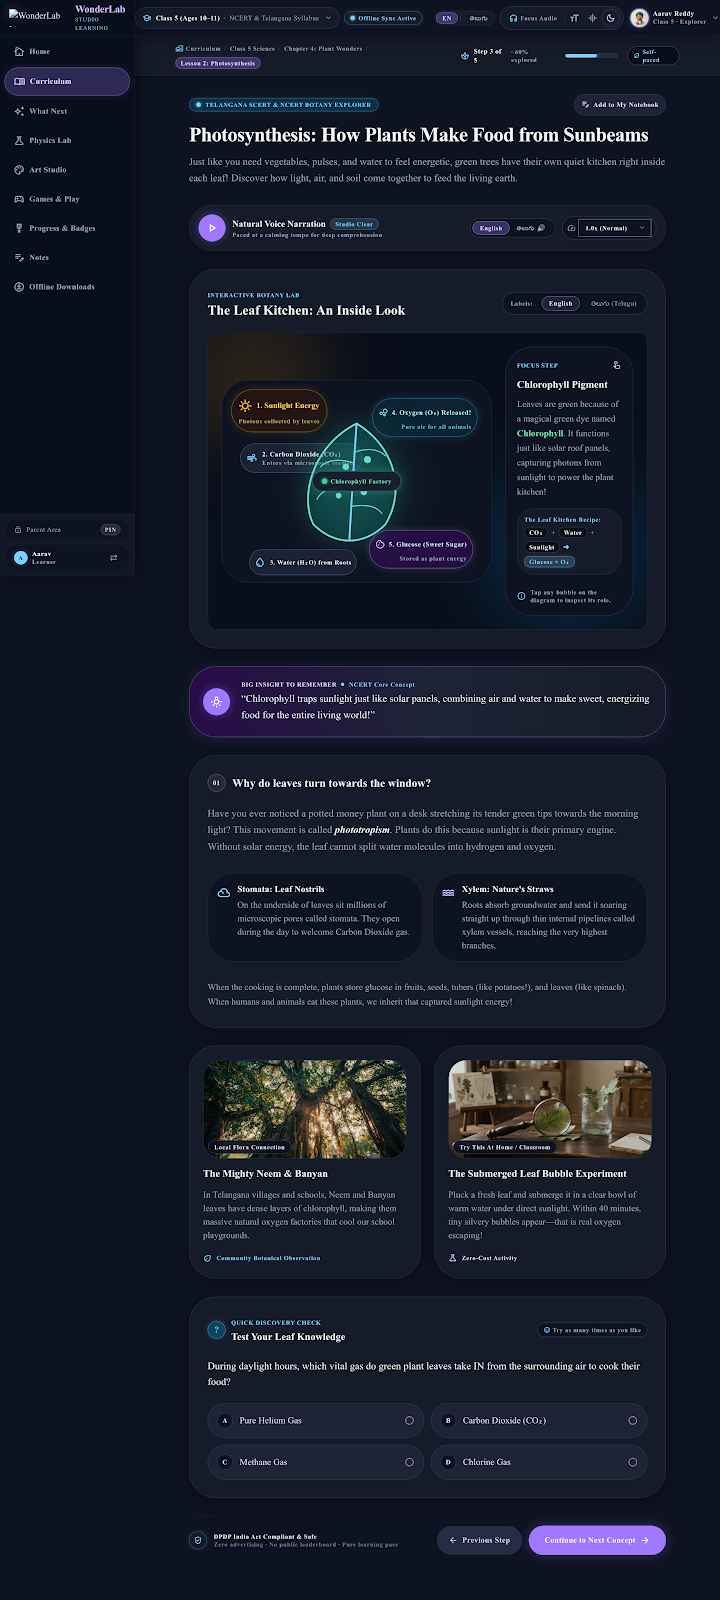 WonderLab
WonderLab
STUDIO LEARNING
Class 5 (Ages 10–11) • NCERT & Telangana Syllabus
Offline Sync Active
EN
తెలుగు
Focus Audio
Aarav Reddy
Class 5 · Explorer
Home
Curriculum
What Next
Physics Lab
Art Studio
Games & Play
Progress & Badges
Notes
Offline Downloads
Parent Area
PIN
A
Aarav
Learner
Curriculum / Class 5 Science / Chapter 4: Plant Wonders /
Lesson 2: Photosynthesis
Step 3 of 5
· 60% explored
Self-paced
TELANGANA SCERT & NCERT BOTANY EXPLORER
Add to My Notebook
Photosynthesis: How Plants Make Food from Sunbeams
Just like you need vegetables, pulses, and water to feel energetic, green trees have their own quiet kitchen right inside
each leaf! Discover how light, air, and soil come together to feed the living earth.
Natural Voice Narration
Studio Clear
Paced at a calming tempo for deep comprehension
English
తెలుగు
1.0x (Normal)
INTERACTIVE BOTANY LAB
The Leaf Kitchen: An Inside Look
Labels:
English
తెలుగు (Telugu)
1. Sunlight Energy
Photons collected by leaves
4. Oxygen (O₂) Released!
Pure air for all animals
2. Carbon Dioxide (CO₂)
Enters via microscopic
Chlorophyll Factory
5. Glucose (Sweet Sugar)
Stored as plant energy
3. Water (H₂O) from Roots
FOCUS STEP
Chlorophyll Pigment
Leaves are green because of
a magical green dye named
Chlorophyll. It functions
just like solar roof panels,
capturing photons from
sunlight to power the plant
kitchen!
The Leaf Kitchen Recipe:
CO₂ + Water +
Sunlight ➜
Glucose + O₂
Tap any bubble on the
diagram to inspect its role.
BIG INSIGHT TO REMEMBER • NCERT Core Concept
“Chlorophyll traps sunlight just like solar panels, combining air and water to make sweet, energizing
food for the entire living world!”
01
Why do leaves turn towards the window?
Have you ever noticed a potted money plant on a desk stretching its tender green tips towards the morning
light? This movement is called phototropism. Plants do this because sunlight is their primary engine.
Without solar energy, the leaf cannot split water molecules into hydrogen and oxygen.
Stomata: Leaf Nostrils
On the underside of leaves sit millions of
microscopic pores called stomata. They open
during the day to welcome Carbon Dioxide gas.
Xylem: Nature's Straws
Roots absorb groundwater and send it soaring
straight up through thin internal pipelines called
xylem vessels, reaching the very highest
branches.
When the cooking is complete, plants store glucose in fruits, seeds, tubers (like potatoes!), and leaves (like spinach).
When humans and animals eat these plants, we inherit that captured sunlight energy!
Local Flora Connection
The Mighty Neem & Banyan
In Telangana villages and schools, Neem and Banyan
leaves have dense layers of chlorophyll, making them
massive natural oxygen factories that cool our school
playgrounds.
Community Botanical Observation
Try This At Home / Classroom
The Submerged Leaf Bubble Experiment
Pluck a fresh leaf and submerge it in a clear bowl of
warm water under direct sunlight. Within 40 minutes,
tiny silvery bubbles appear—that is real oxygen
escaping!
Zero-Cost Activity
?
QUICK DISCOVERY CHECK
Test Your Leaf Knowledge
Try as many times as you like
During daylight hours, which vital gas do green plant leaves take IN from the surrounding air to cook their
food?
A Pure Helium Gas
B Carbon Dioxide (CO₂)
C Methane Gas
D Chlorine Gas
DPDP India Act Compliant & Safe
Zero advertising · No public leaderboard · Pure learning pace
Previous Step
Continue to Next Concept